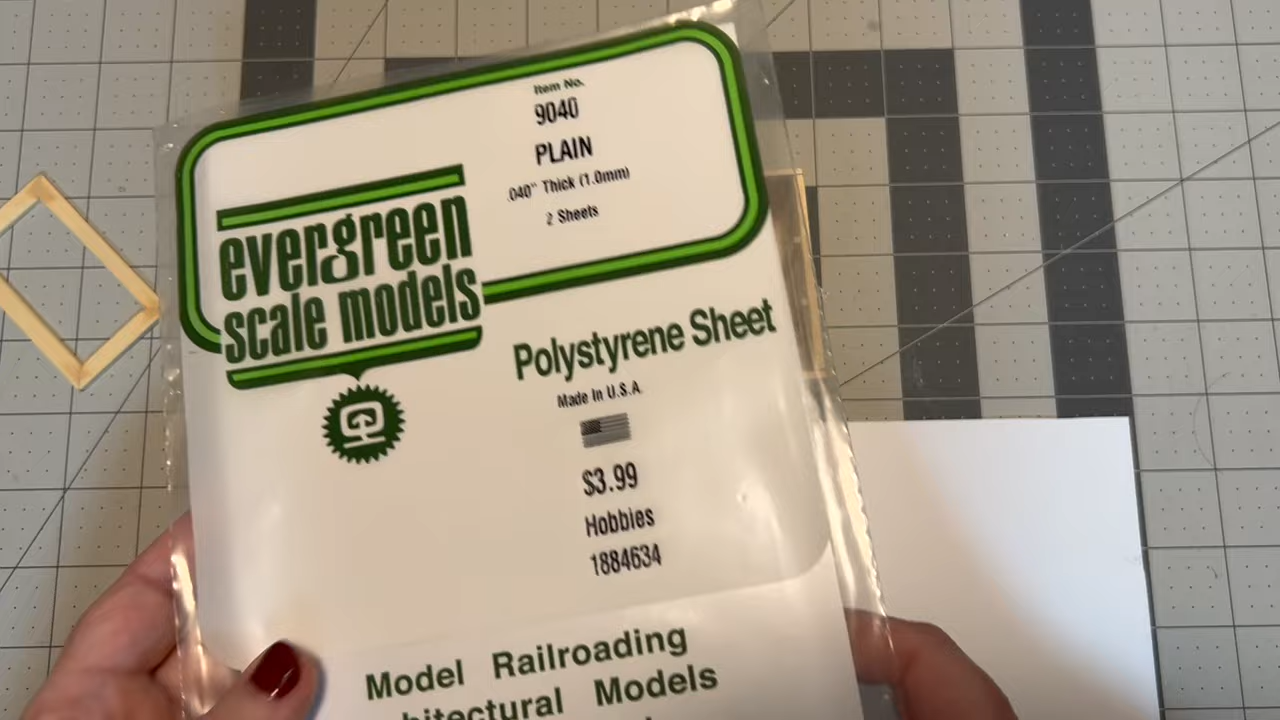 Item No.
9040
PLAIN
.040" Thick (1.0mm)
2 Sheets
evergreen
scale models
Polystyrene Sheet
Made In U.S.A.
$3.99
Hobbies
1884634
Model Railroading
hitectural Models